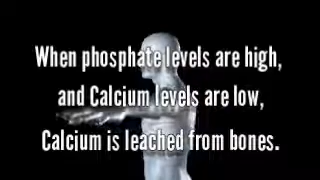 When phosphate levels are high,
and Calcium levels are low,
Calcium is leached from bones.